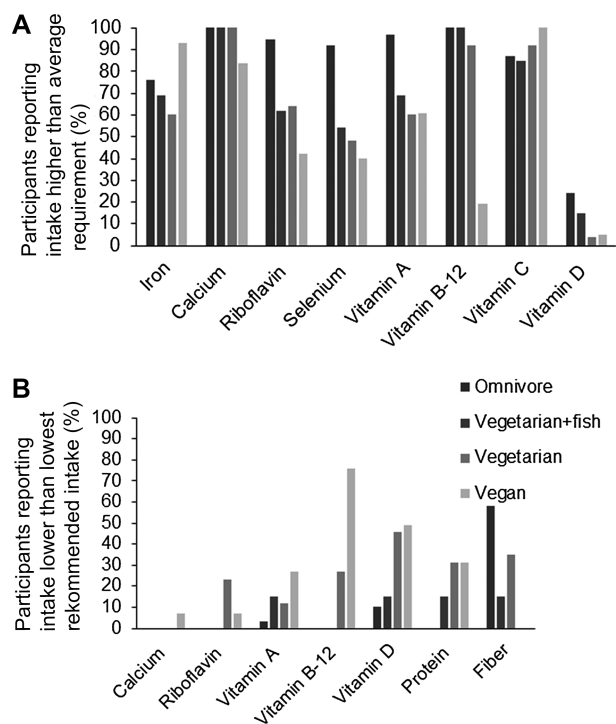 A
Participants reporting
intake higher than average
requirement (%)
100
90
80
70
60
50
40
30
20
10
0
Iron
Calcium
Riboflavin
Selenium
Vitamin A
Vitamin B-12
Vitamin C
Vitamin D
B
Participants reporting
intake lower than lowest
rekommended intake (%)
100
90
80
70
60
50
40
30
20
10
0
Omnivore
Vegetarian+fish
Vegetarian
Vegan
Calcium
Riboflavin
Vitamin A
Vitamin B-12
Vitamin D
Protein
Fiber